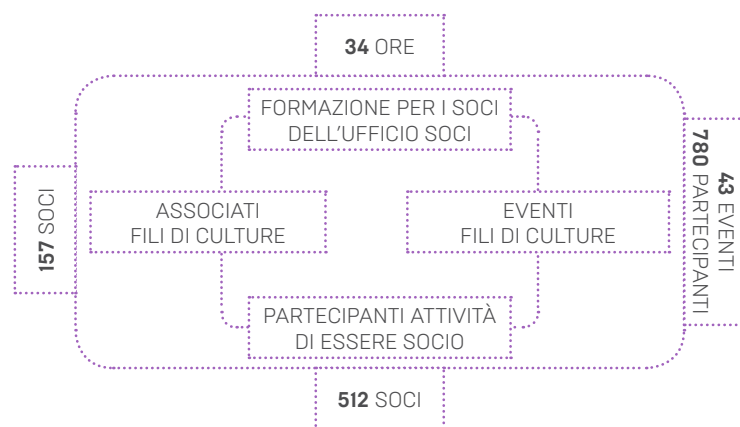 34 ORE
FORMAZIONE PER I SOCI
DELL'UFFICIO SOCI
157 SOCI
ASSOCIATI
FILI DI CULTURE
EVENTI
FILI DI CULTURE
43 EVENTI
780 PARTECIPANTI
PARTECIPANTI ATTIVITÀ
DI ESSERE SOCIO
512 SOCI